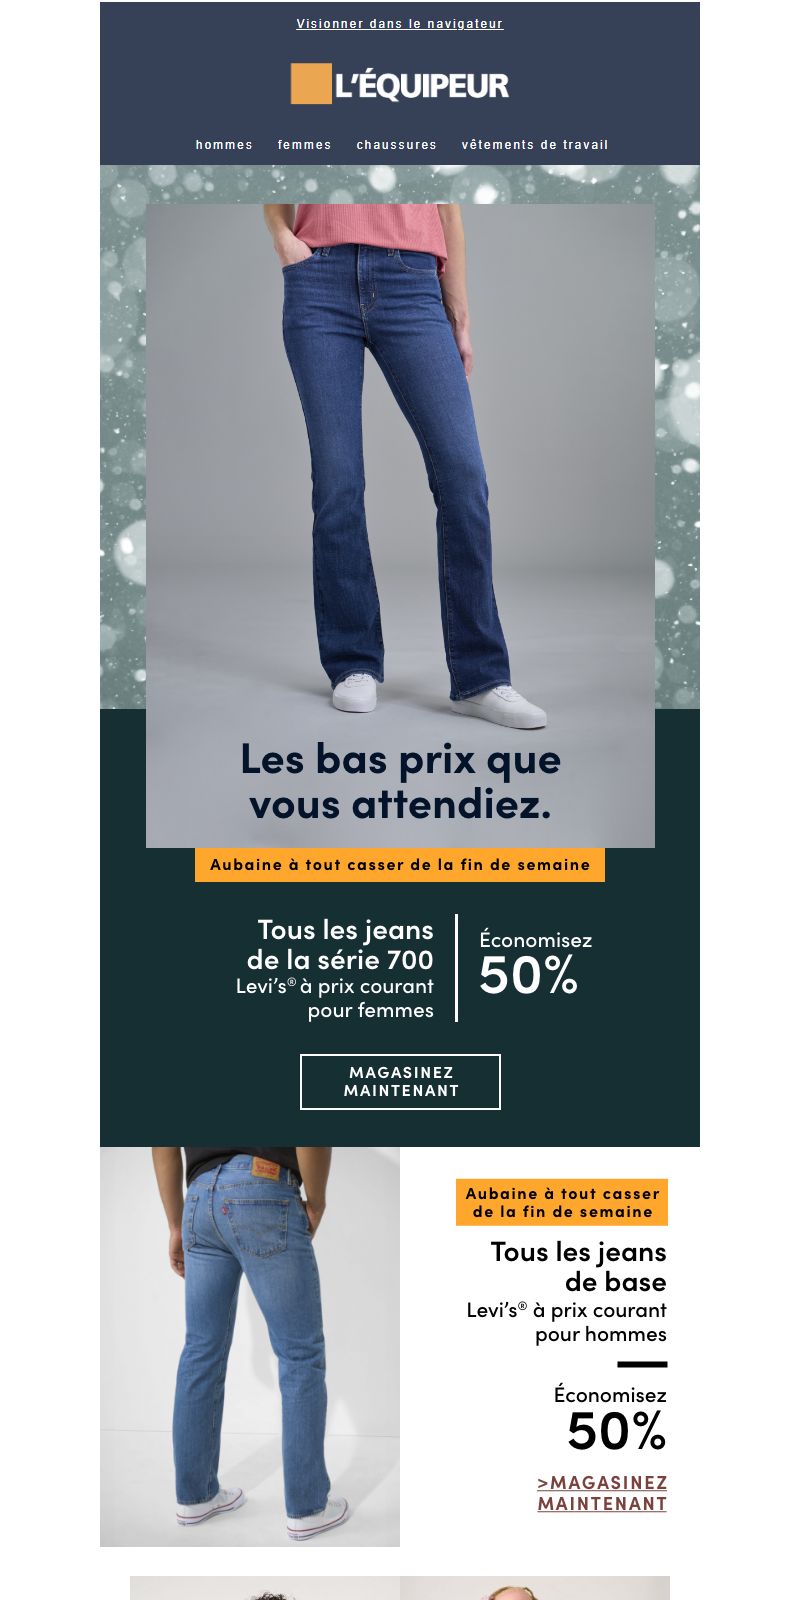 Visionner dans le navigateur
L'ÉQUIPEUR
hommes femmes chaussures vêtements de travail
Les bas prix que
vous attendiez.
Aubaine à tout casser de la fin de semaine
Tous les jeans
de la série 700
Levi's® à prix courant
pour femmes
Économisez
50%
MAGASINEZ
MAINTENANT
Aubaine à tout casser
de la fin de semaine
Tous les jeans
de base
Levi's® à prix courant
pour hommes
Économisez
50%
>MAGASINEZ
MAINTENANT